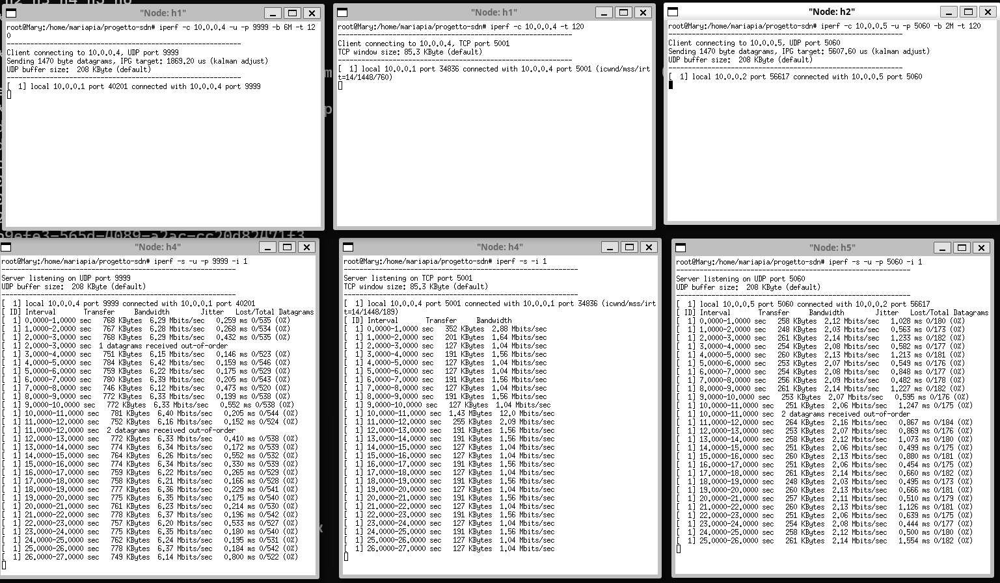 "Node: h1"
root@Mary:/home/mariapia/progetto-sdn# iperf -c 10.0.0.4 -u -p 9999 -b 6M -t 12
0
------------------------------------------------------------
Client connecting to 10.0.0.4, UDP port 9999
Sending 1470 byte datagrams, IPG target: 1869.20 us (kalman adjust)
UDP buffer size:  208 KByte (default)
------------------------------------------------------------
[  1] local 10.0.0.1 port 40201 connected with 10.0.0.4 port 9999
"Node: h1"
root@Mary:/home/mariapia/progetto-sdn# iperf -c 10.0.0.4 -t 120
------------------------------------------------------------
Client connecting to 10.0.0.4, TCP port 5001
TCP window size: 85.3 KByte (default)
------------------------------------------------------------
[  1] local 10.0.0.1 port 34836 connected with 10.0.0.4 port 5001 (icwnd/mss/irt
t=14/1448/760)
"Node: h2"
root@Mary:/home/mariapia/progetto-sdn# iperf -c 10.0.0.5 -u -p 5060 -b 2M -t 120
------------------------------------------------------------
Client connecting to 10.0.0.5, UDP port 5060
Sending 1470 byte datagrams, IPG target: 5607.60 us (kalman adjust)
UDP buffer size:  208 KByte (default)
------------------------------------------------------------
[  1] local 10.0.0.2 port 56617 connected with 10.0.0.5 port 5060
"Node: h4"
root@Mary:/home/mariapia/progetto-sdn# iperf -s -u -p 9999 -i 1
------------------------------------------------------------
Server listening on UDP port 9999
UDP buffer size:  208 KByte (default)
------------------------------------------------------------
[  1] local 10.0.0.4 port 9999 connected with 10.0.0.1 port 40201
[ ID] Interval       Transfer     Bandwidth        Jitter   Lost/Total Datagrams
[  1] 0.0000-1.0000 sec   768 KBytes  6.29 Mbits/sec   0.259 ms 0/535 (0%)
[  1] 1.0000-2.0000 sec   767 KBytes  6.28 Mbits/sec   0.268 ms 0/534 (0%)
[  1] 2.0000-3.0000 sec   768 KBytes  6.29 Mbits/sec   0.432 ms 0/535 (0%)
[  1] 2.0000-3.0000 sec  1 datagrams received out-of-order
[  1] 3.0000-4.0000 sec   751 KBytes  6.15 Mbits/sec   0.146 ms 0/523 (0%)
[  1] 4.0000-5.0000 sec   784 KBytes  6.42 Mbits/sec   0.159 ms 0/546 (0%)
[  1] 5.0000-6.0000 sec   759 KBytes  6.22 Mbits/sec   0.175 ms 0/529 (0%)
[  1] 6.0000-7.0000 sec   780 KBytes  6.39 Mbits/sec   0.205 ms 0/543 (0%)
[  1] 7.0000-8.0000 sec   746 KBytes  6.12 Mbits/sec   0.473 ms 0/520 (0%)
[  1] 8.0000-9.0000 sec   772 KBytes  6.33 Mbits/sec   0.199 ms 0/538 (0%)
[  1] 9.0000-10.0000 sec   772 KBytes  6.33 Mbits/sec   0.552 ms 0/538 (0%)
[  1] 10.0000-11.0000 sec   781 KBytes  6.40 Mbits/sec   0.205 ms 0/544 (0%)
[  1] 11.0000-12.0000 sec   752 KBytes  6.16 Mbits/sec   0.152 ms 0/524 (0%)
[  1] 11.0000-12.0000 sec  2 datagrams received out-of-order
[  1] 12.0000-13.0000 sec   772 KBytes  6.33 Mbits/sec   0.410 ms 0/538 (0%)
[  1] 13.0000-14.0000 sec   774 KBytes  6.34 Mbits/sec   0.172 ms 0/539 (0%)
[  1] 14.0000-15.0000 sec   764 KBytes  6.26 Mbits/sec   0.552 ms 0/532 (0%)
[  1] 15.0000-16.0000 sec   774 KBytes  6.34 Mbits/sec   0.330 ms 0/539 (0%)
[  1] 16.0000-17.0000 sec   759 KBytes  6.22 Mbits/sec   0.265 ms 0/529 (0%)
[  1] 17.0000-18.0000 sec   758 KBytes  6.21 Mbits/sec   0.166 ms 0/528 (0%)
[  1] 18.0000-19.0000 sec   777 KBytes  6.36 Mbits/sec   0.229 ms 0/541 (0%)
[  1] 19.0000-20.0000 sec   775 KBytes  6.35 Mbits/sec   0.175 ms 0/540 (0%)
[  1] 20.0000-21.0000 sec   761 KBytes  6.23 Mbits/sec   0.214 ms 0/530 (0%)
[  1] 21.0000-22.0000 sec   778 KBytes  6.37 Mbits/sec   0.196 ms 0/542 (0%)
[  1] 22.0000-23.0000 sec   757 KBytes  6.20 Mbits/sec   0.533 ms 0/527 (0%)
[  1] 23.0000-24.0000 sec   775 KBytes  6.35 Mbits/sec   0.180 ms 0/540 (0%)
[  1] 24.0000-25.0000 sec   762 KBytes  6.24 Mbits/sec   0.195 ms 0/531 (0%)
[  1] 25.0000-26.0000 sec   778 KBytes  6.37 Mbits/sec   0.184 ms 0/542 (0%)
[  1] 26.0000-27.0000 sec   749 KBytes  6.14 Mbits/sec   0.800 ms 0/522 (0%)
"Node: h4"
root@Mary:/home/mariapia/progetto-sdn# iperf -s -i 1
------------------------------------------------------------
Server listening on TCP port 5001
TCP window size: 85.3 KByte (default)
------------------------------------------------------------
[  1] local 10.0.0.4 port 5001 connected with 10.0.0.1 port 34836 (icwnd/mss/irt
t=14/1448/189)
[ ID] Interval       Transfer     Bandwidth
[  1] 0.0000-1.0000 sec   352 KBytes  2.88 Mbits/sec
[  1] 1.0000-2.0000 sec   201 KBytes  1.64 Mbits/sec
[  1] 2.0000-3.0000 sec   127 KBytes  1.04 Mbits/sec
[  1] 3.0000-4.0000 sec   191 KBytes  1.56 Mbits/sec
[  1] 4.0000-5.0000 sec   127 KBytes  1.04 Mbits/sec
[  1] 5.0000-6.0000 sec   127 KBytes  1.04 Mbits/sec
[  1] 6.0000-7.0000 sec   191 KBytes  1.56 Mbits/sec
[  1] 7.0000-8.0000 sec   127 KBytes  1.04 Mbits/sec
[  1] 8.0000-9.0000 sec   191 KBytes  1.56 Mbits/sec
[  1] 9.0000-10.0000 sec   127 KBytes  1.04 Mbits/sec
[  1] 10.0000-11.0000 sec  1.43 MBytes  12.0 Mbits/sec
[  1] 11.0000-12.0000 sec   255 KBytes  2.09 Mbits/sec
[  1] 12.0000-13.0000 sec   191 KBytes  1.56 Mbits/sec
[  1] 13.0000-14.0000 sec   191 KBytes  1.56 Mbits/sec
[  1] 14.0000-15.0000 sec   127 KBytes  1.04 Mbits/sec
[  1] 15.0000-16.0000 sec   127 KBytes  1.04 Mbits/sec
[  1] 16.0000-17.0000 sec   191 KBytes  1.56 Mbits/sec
[  1] 17.0000-18.0000 sec   127 KBytes  1.04 Mbits/sec
[  1] 18.0000-19.0000 sec   191 KBytes  1.56 Mbits/sec
[  1] 19.0000-20.0000 sec   127 KBytes  1.04 Mbits/sec
[  1] 20.0000-21.0000 sec   191 KBytes  1.56 Mbits/sec
[  1] 21.0000-22.0000 sec   127 KBytes  1.04 Mbits/sec
[  1] 22.0000-23.0000 sec   191 KBytes  1.56 Mbits/sec
[  1] 23.0000-24.0000 sec   127 KBytes  1.04 Mbits/sec
[  1] 24.0000-25.0000 sec   191 KBytes  1.56 Mbits/sec
[  1] 25.0000-26.0000 sec   127 KBytes  1.04 Mbits/sec
[  1] 26.0000-27.0000 sec   127 KBytes  1.04 Mbits/sec
"Node: h5"
root@Mary:/home/mariapia/progetto-sdn# iperf -s -u -p 5060 -i 1
------------------------------------------------------------
Server listening on UDP port 5060
UDP buffer size:  208 KByte (default)
------------------------------------------------------------
[  1] local 10.0.0.5 port 5060 connected with 10.0.0.2 port 56617
[ ID] Interval       Transfer     Bandwidth        Jitter   Lost/Total Datagrams
[  1] 0.0000-1.0000 sec   258 KBytes  2.12 Mbits/sec   1.028 ms 0/180 (0%)
[  1] 1.0000-2.0000 sec   248 KBytes  2.03 Mbits/sec   0.563 ms 0/173 (0%)
[  1] 2.0000-3.0000 sec   261 KBytes  2.14 Mbits/sec   1.233 ms 0/182 (0%)
[  1] 3.0000-4.0000 sec   254 KBytes  2.08 Mbits/sec   0.582 ms 0/177 (0%)
[  1] 4.0000-5.0000 sec   260 KBytes  2.13 Mbits/sec   1.213 ms 0/181 (0%)
[  1] 5.0000-6.0000 sec   253 KBytes  2.07 Mbits/sec   0.549 ms 0/176 (0%)
[  1] 6.0000-7.0000 sec   254 KBytes  2.08 Mbits/sec   0.848 ms 0/177 (0%)
[  1] 7.0000-8.0000 sec   256 KBytes  2.09 Mbits/sec   0.482 ms 0/178 (0%)
[  1] 8.0000-9.0000 sec   261 KBytes  2.14 Mbits/sec   1.227 ms 0/182 (0%)
[  1] 9.0000-10.0000 sec   253 KBytes  2.07 Mbits/sec   0.595 ms 0/176 (0%)
[  1] 10.0000-11.0000 sec   251 KBytes  2.06 Mbits/sec   1.247 ms 0/175 (0%)
[  1] 10.0000-11.0000 sec  2 datagrams received out-of-order
[  1] 11.0000-12.0000 sec   264 KBytes  2.16 Mbits/sec   0.867 ms 0/184 (0%)
[  1] 12.0000-13.0000 sec   253 KBytes  2.07 Mbits/sec   0.869 ms 0/176 (0%)
[  1] 13.0000-14.0000 sec   258 KBytes  2.12 Mbits/sec   1.073 ms 0/180 (0%)
[  1] 14.0000-15.0000 sec   251 KBytes  2.06 Mbits/sec   0.499 ms 0/175 (0%)
[  1] 15.0000-16.0000 sec   260 KBytes  2.13 Mbits/sec   0.880 ms 0/181 (0%)
[  1] 16.0000-17.0000 sec   251 KBytes  2.06 Mbits/sec   0.454 ms 0/175 (0%)
[  1] 17.0000-18.0000 sec   261 KBytes  2.14 Mbits/sec   0.660 ms 0/182 (0%)
[  1] 18.0000-19.0000 sec   248 KBytes  2.03 Mbits/sec   0.495 ms 0/173 (0%)
[  1] 19.0000-20.0000 sec   260 KBytes  2.13 Mbits/sec   0.666 ms 0/181 (0%)
[  1] 20.0000-21.0000 sec   257 KBytes  2.11 Mbits/sec   0.510 ms 0/179 (0%)
[  1] 21.0000-22.0000 sec   260 KBytes  2.13 Mbits/sec   1.126 ms 0/181 (0%)
[  1] 22.0000-23.0000 sec   251 KBytes  2.06 Mbits/sec   0.639 ms 0/175 (0%)
[  1] 23.0000-24.0000 sec   254 KBytes  2.08 Mbits/sec   0.444 ms 0/177 (0%)
[  1] 24.0000-25.0000 sec   258 KBytes  2.12 Mbits/sec   0.500 ms 0/180 (0%)
[  1] 25.0000-26.0000 sec   261 KBytes  2.14 Mbits/sec   1.554 ms 0/182 (0%)